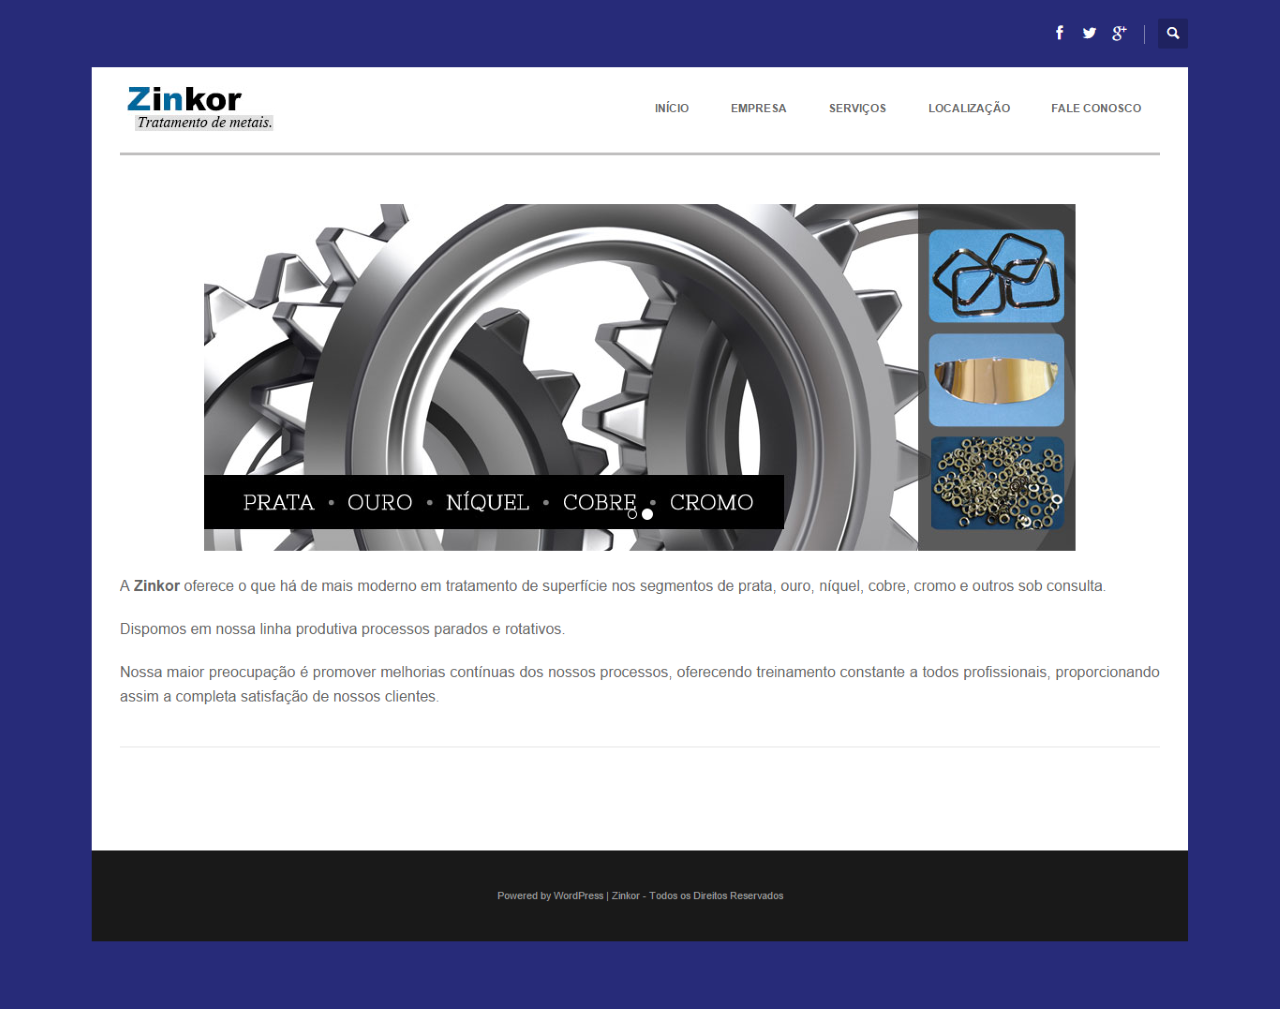 Zinkor
Tratamento de metais.
INÍCIO EMPRESA SERVIÇOS LOCALIZAÇÃO FALE CONOSCO
PRATA • OURO • NÍQUEL • COBRE • CROMO
A Zinkor oferece o que há de mais moderno em tratamento de superfície nos segmentos de prata, ouro, níquel, cobre, cromo e outros sob consulta.
Dispomos em nossa linha produtiva processos parados e rotativos.
Nossa maior preocupação é promover melhorias contínuas dos nossos processos, oferecendo treinamento constante a todos profissionais, proporcionando
assim a completa satisfação de nossos clientes.
Powered by WordPress | Zinkor - Todos os Direitos Reservados